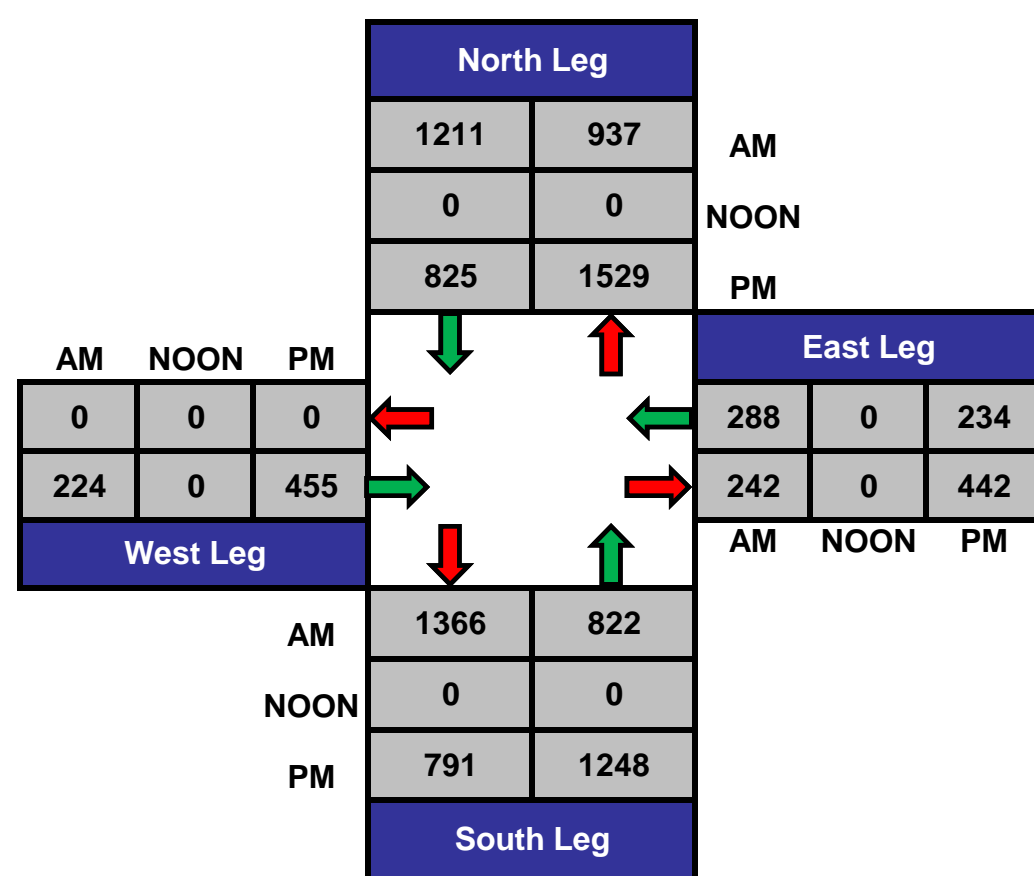 North Leg
1211 937 AM
0 0 NOON
825 1529 PM
East Leg
AM NOON PM
0 0 0 288 0 234
224 0 455 242 0 442
West Leg AM NOON PM
AM 1366 822
NOON 0 0
PM 791 1248
South Leg